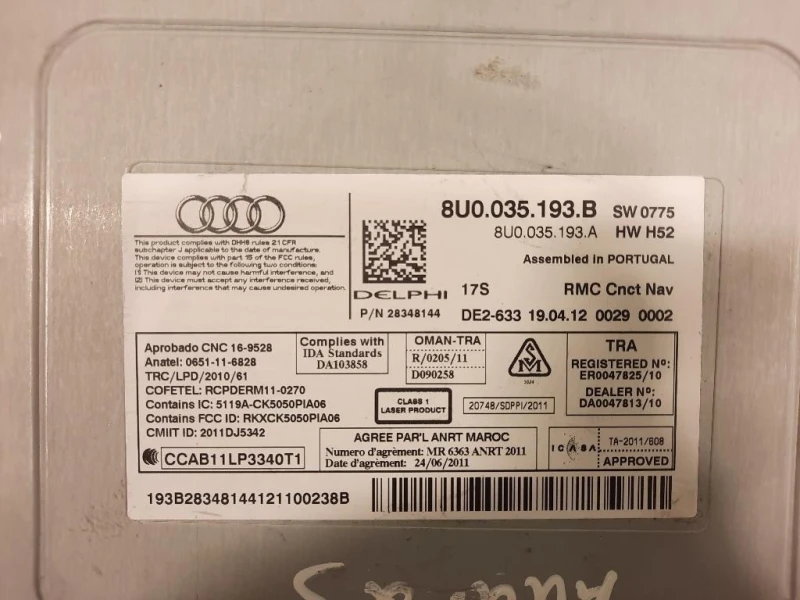 This product complies with DHHS rules 21 CFR
subchapter J applicable to the date of manufacture.
This device complies with part 15 of the FCC rules,
operation is subject to the following two conditions:
(1) This device may not cause harmful interference, and
(2) This device must accept any interference received,
including interference that may cause undesired operation.
DELPHI
P/N 28348144
8U0.035.193.B SW 0775
8U0.035.193.A HW H52
Assembled in PORTUGAL
17S RMC Cnct Nav
DE2-633 19.04.12 0029 0002
Aprobado CNC 16-9528
Anatel: 0651-11-6828
TRC/LPD/2010/61
COFETEL: RCPDERM11-0270
Contains IC: 5119A-CK5050PIA06
Contains FCC ID: RKXCK5050PIA06
CMIIT ID: 2011DJ5342
CCAB11LP3340T1
Complies with
IDA Standards
DA103858
OMAN-TRA
R/0205/11
D090258
CLASS 1
LASER PRODUCT
20748/SDPPI/2011
TRA
REGISTERED Nº:
ER0047825/10
DEALER Nº:
DA0047813/10
AGREE PAR'L ANRT MAROC
Numero d'agrément: MR 6363 ANRT 2011
Date d'agrément: 24/06/2011
ICASA
TA-2011/608
APPROVED
193B28348144121100238B